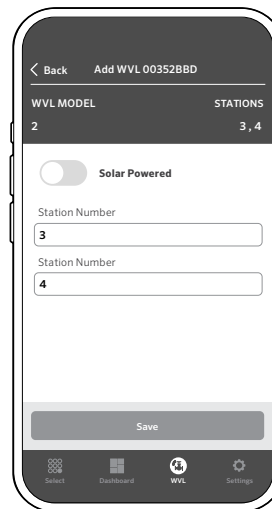 Back Add WVL 00352BBD
WVL MODEL STATIONS
2 3 , 4
Solar Powered
Station Number
3
Station Number
4
Save
Select Dashboard WVL Settings